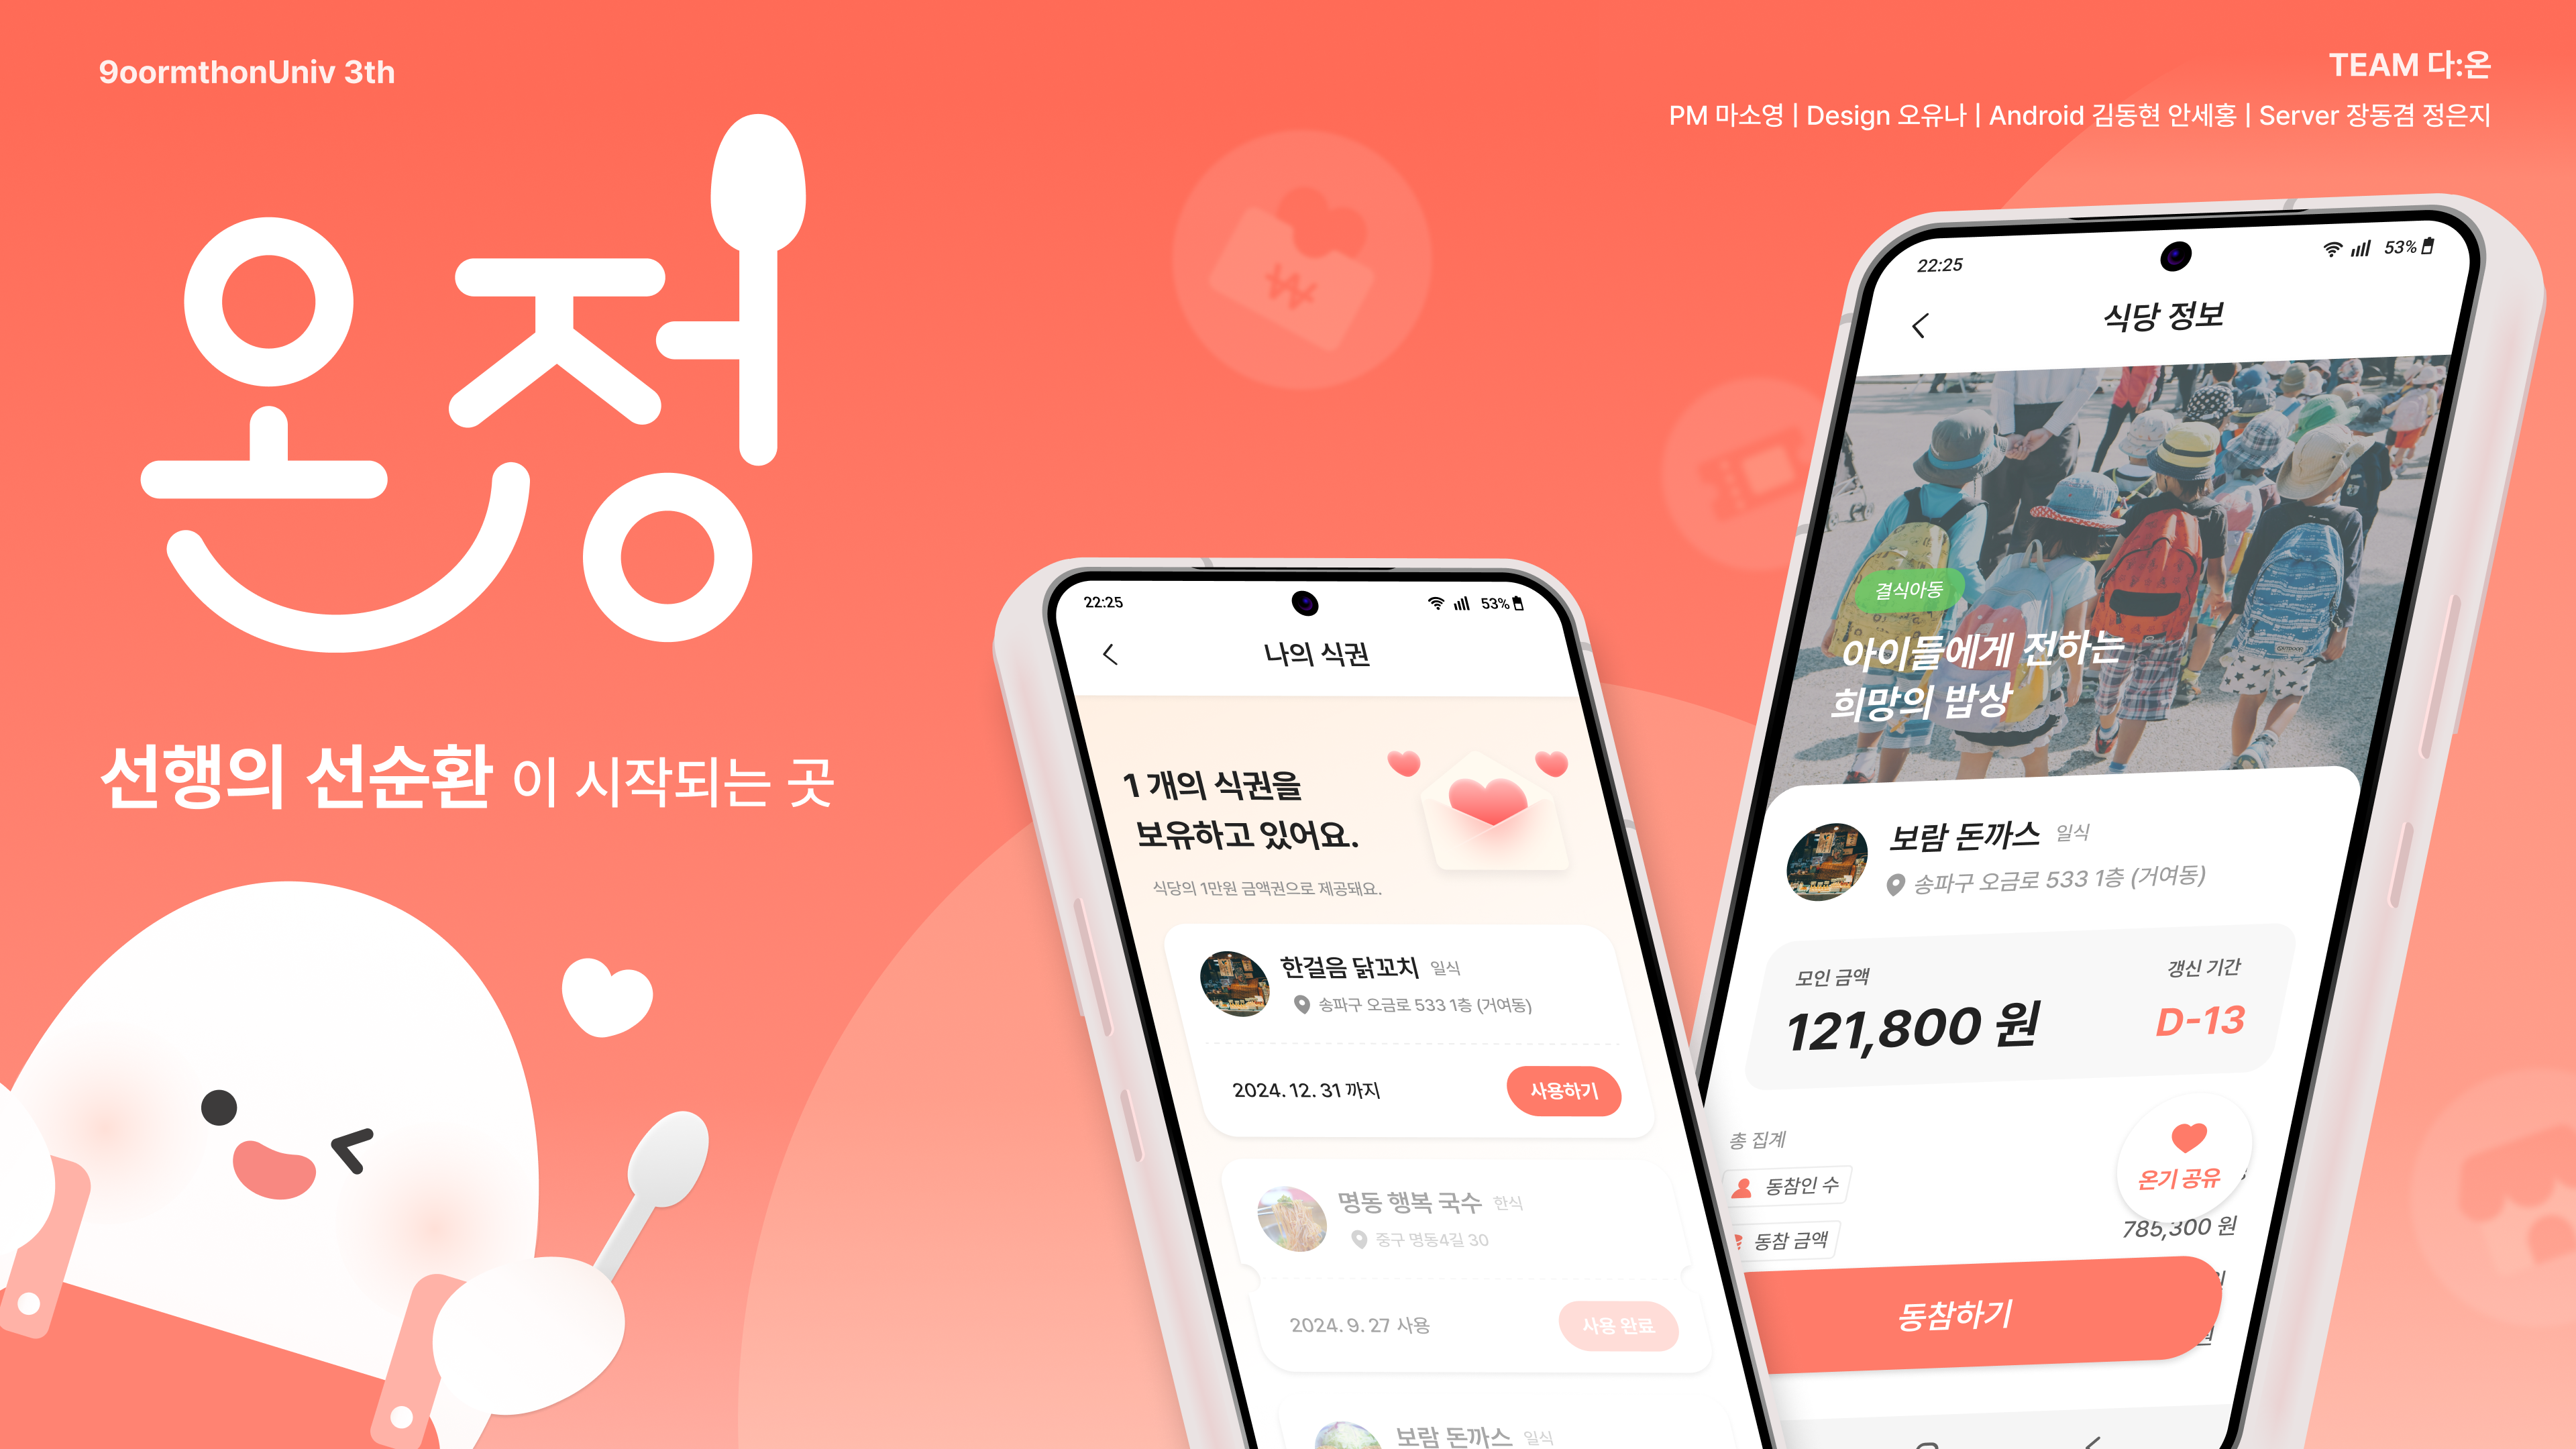 9oormthonUniv 3th
TEAM 다:온
PM 마소영 | Design 오유나 | Android 김동현 안세홍 | Server 장동겸 정은지
온정
선행의 선순환 이 시작되는 곳
22:25
53%
나의 식권
1 개의 식권을
보유하고 있어요.
식당의 1만원 금액권으로 제공돼요.
한걸음 닭꼬치 일식
송파구 오금로 533 1층 (거여동)
2024. 12. 31 까지
사용하기
명동 행복 국수 한식
중구 명동4길 30
2024. 9. 27 사용
사용 완료
보람 돈까스 일식
22:25
53%
식당 정보
결식아동
아이들에게 전하는
희망의 밥상
보람 돈까스 일식
송파구 오금로 533 1층 (거여동)
모인 금액
갱신 기간
121,800 원
D-13
총 집계
동참인 수
온기 공유
동참 금액
785,300 원
원
동참하기